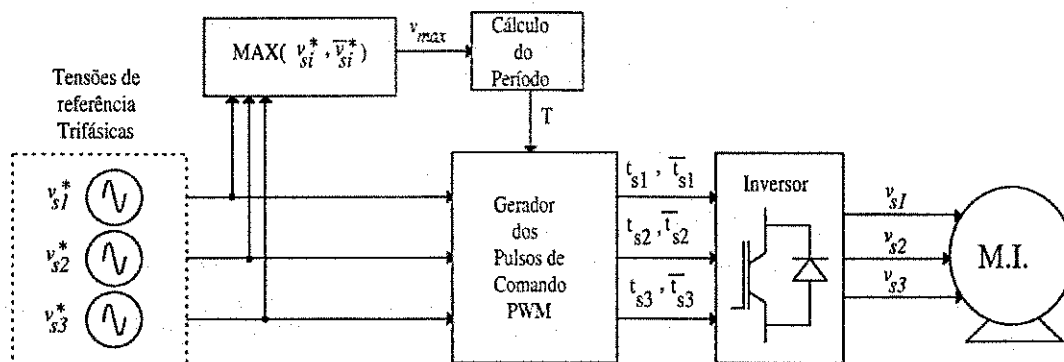 MAX( v*si , v̅*si )
vmax
Cálculo
do
Período
T
Tensões de
referência
Trifásicas
v*s1
v*s2
v*s3
Gerador
dos
Pulsos de
Comando
PWM
ts1 , t̅s1
ts2 , t̅s2
ts3 , t̅s3
Inversor
vs1
vs2
vs3
M.I.